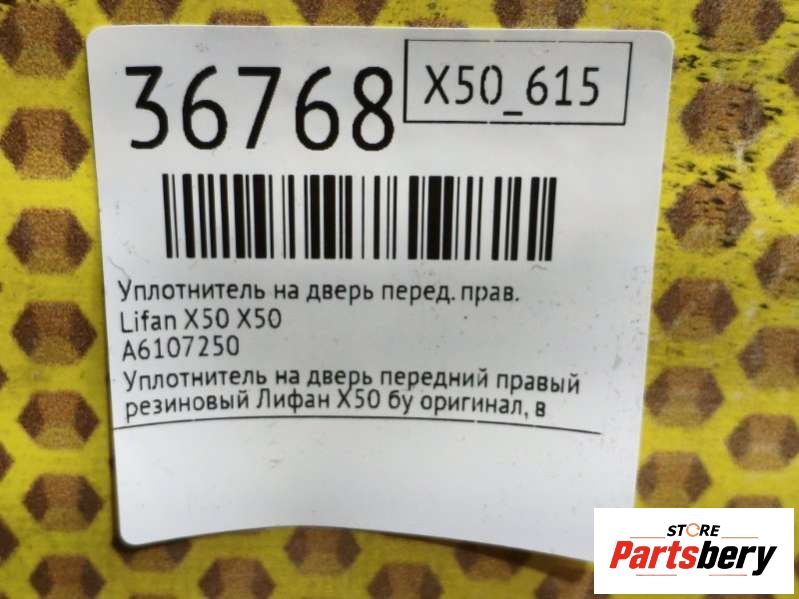 36768
X50_615
Уплотнитель на дверь перед. прав.
Lifan X50 X50
A6107250
Уплотнитель на дверь передний правый
резиновый Лифан Х50 бу оригинал, в
STORE
Partsbery